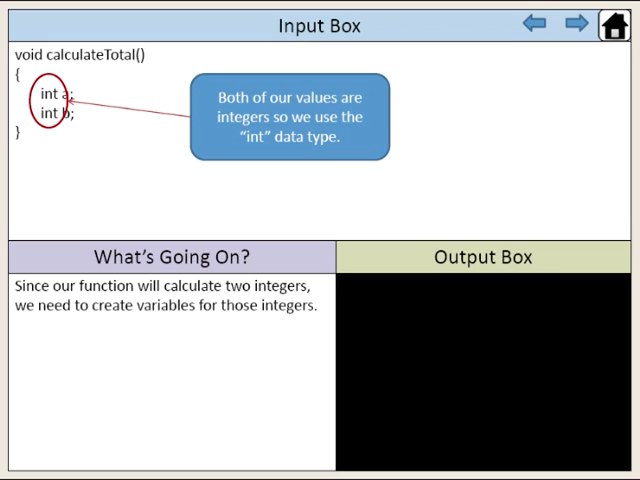 Input Box
void calculateTotal()
{
int a;
int b;
}
Both of our values are
integers so we use the
“int” data type.
What’s Going On?
Output Box
Since our function will calculate two integers,
we need to create variables for those integers.